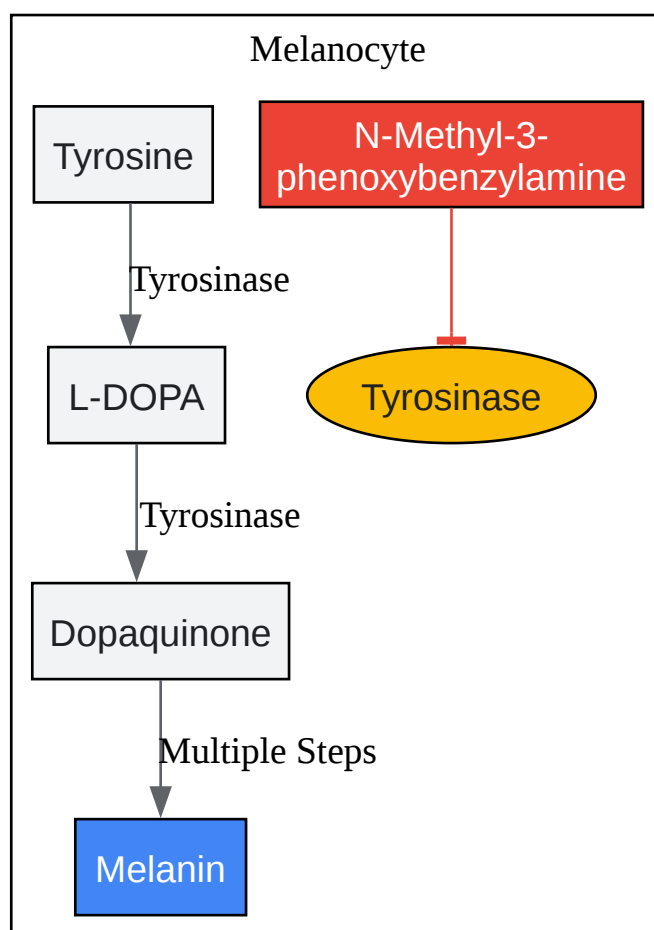 Melanocyte
Tyrosine
N-Methyl-3-
phenoxybenzylamine
Tyrosinase
L-DOPA
Tyrosinase
Tyrosinase
Dopaquinone
Multiple Steps
Melanin